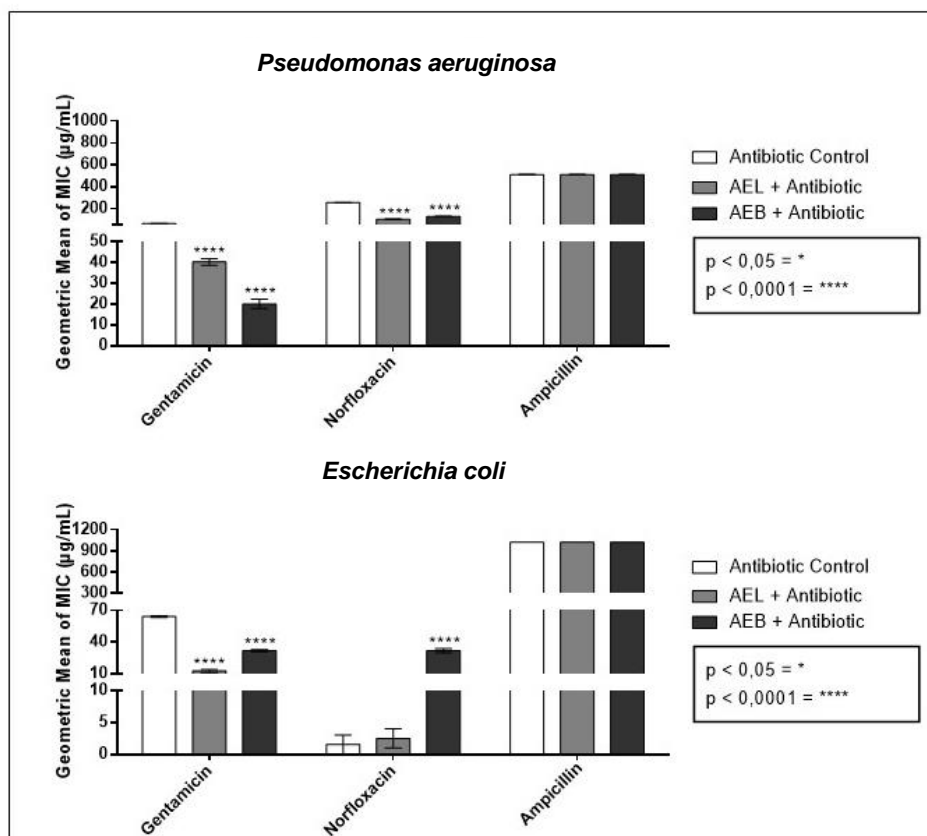 Pseudomonas aeruginosa
Geometric Mean of MIC (µg/mL)
1000
800
600
400
200
50
40
30
20
10
0
****
****
****
****
Gentamicin
Norfloxacin
Ampicillin
Antibiotic Control
AEL + Antibiotic
AEB + Antibiotic
p < 0,05 = *
p < 0,0001 = ****
Escherichia coli
Geometric Mean of MIC (µg/mL)
1200
900
600
300
70
40
10
10
5
0
****
****
****
Gentamicin
Norfloxacin
Ampicillin
Antibiotic Control
AEL + Antibiotic
AEB + Antibiotic
p < 0,05 = *
p < 0,0001 = ****